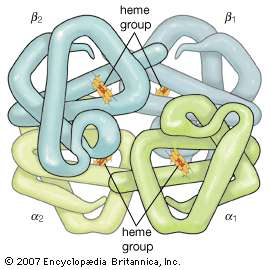 β2
heme
group
β1
α2
heme
group
α1
© 2007 Encyclopædia Britannica, Inc.